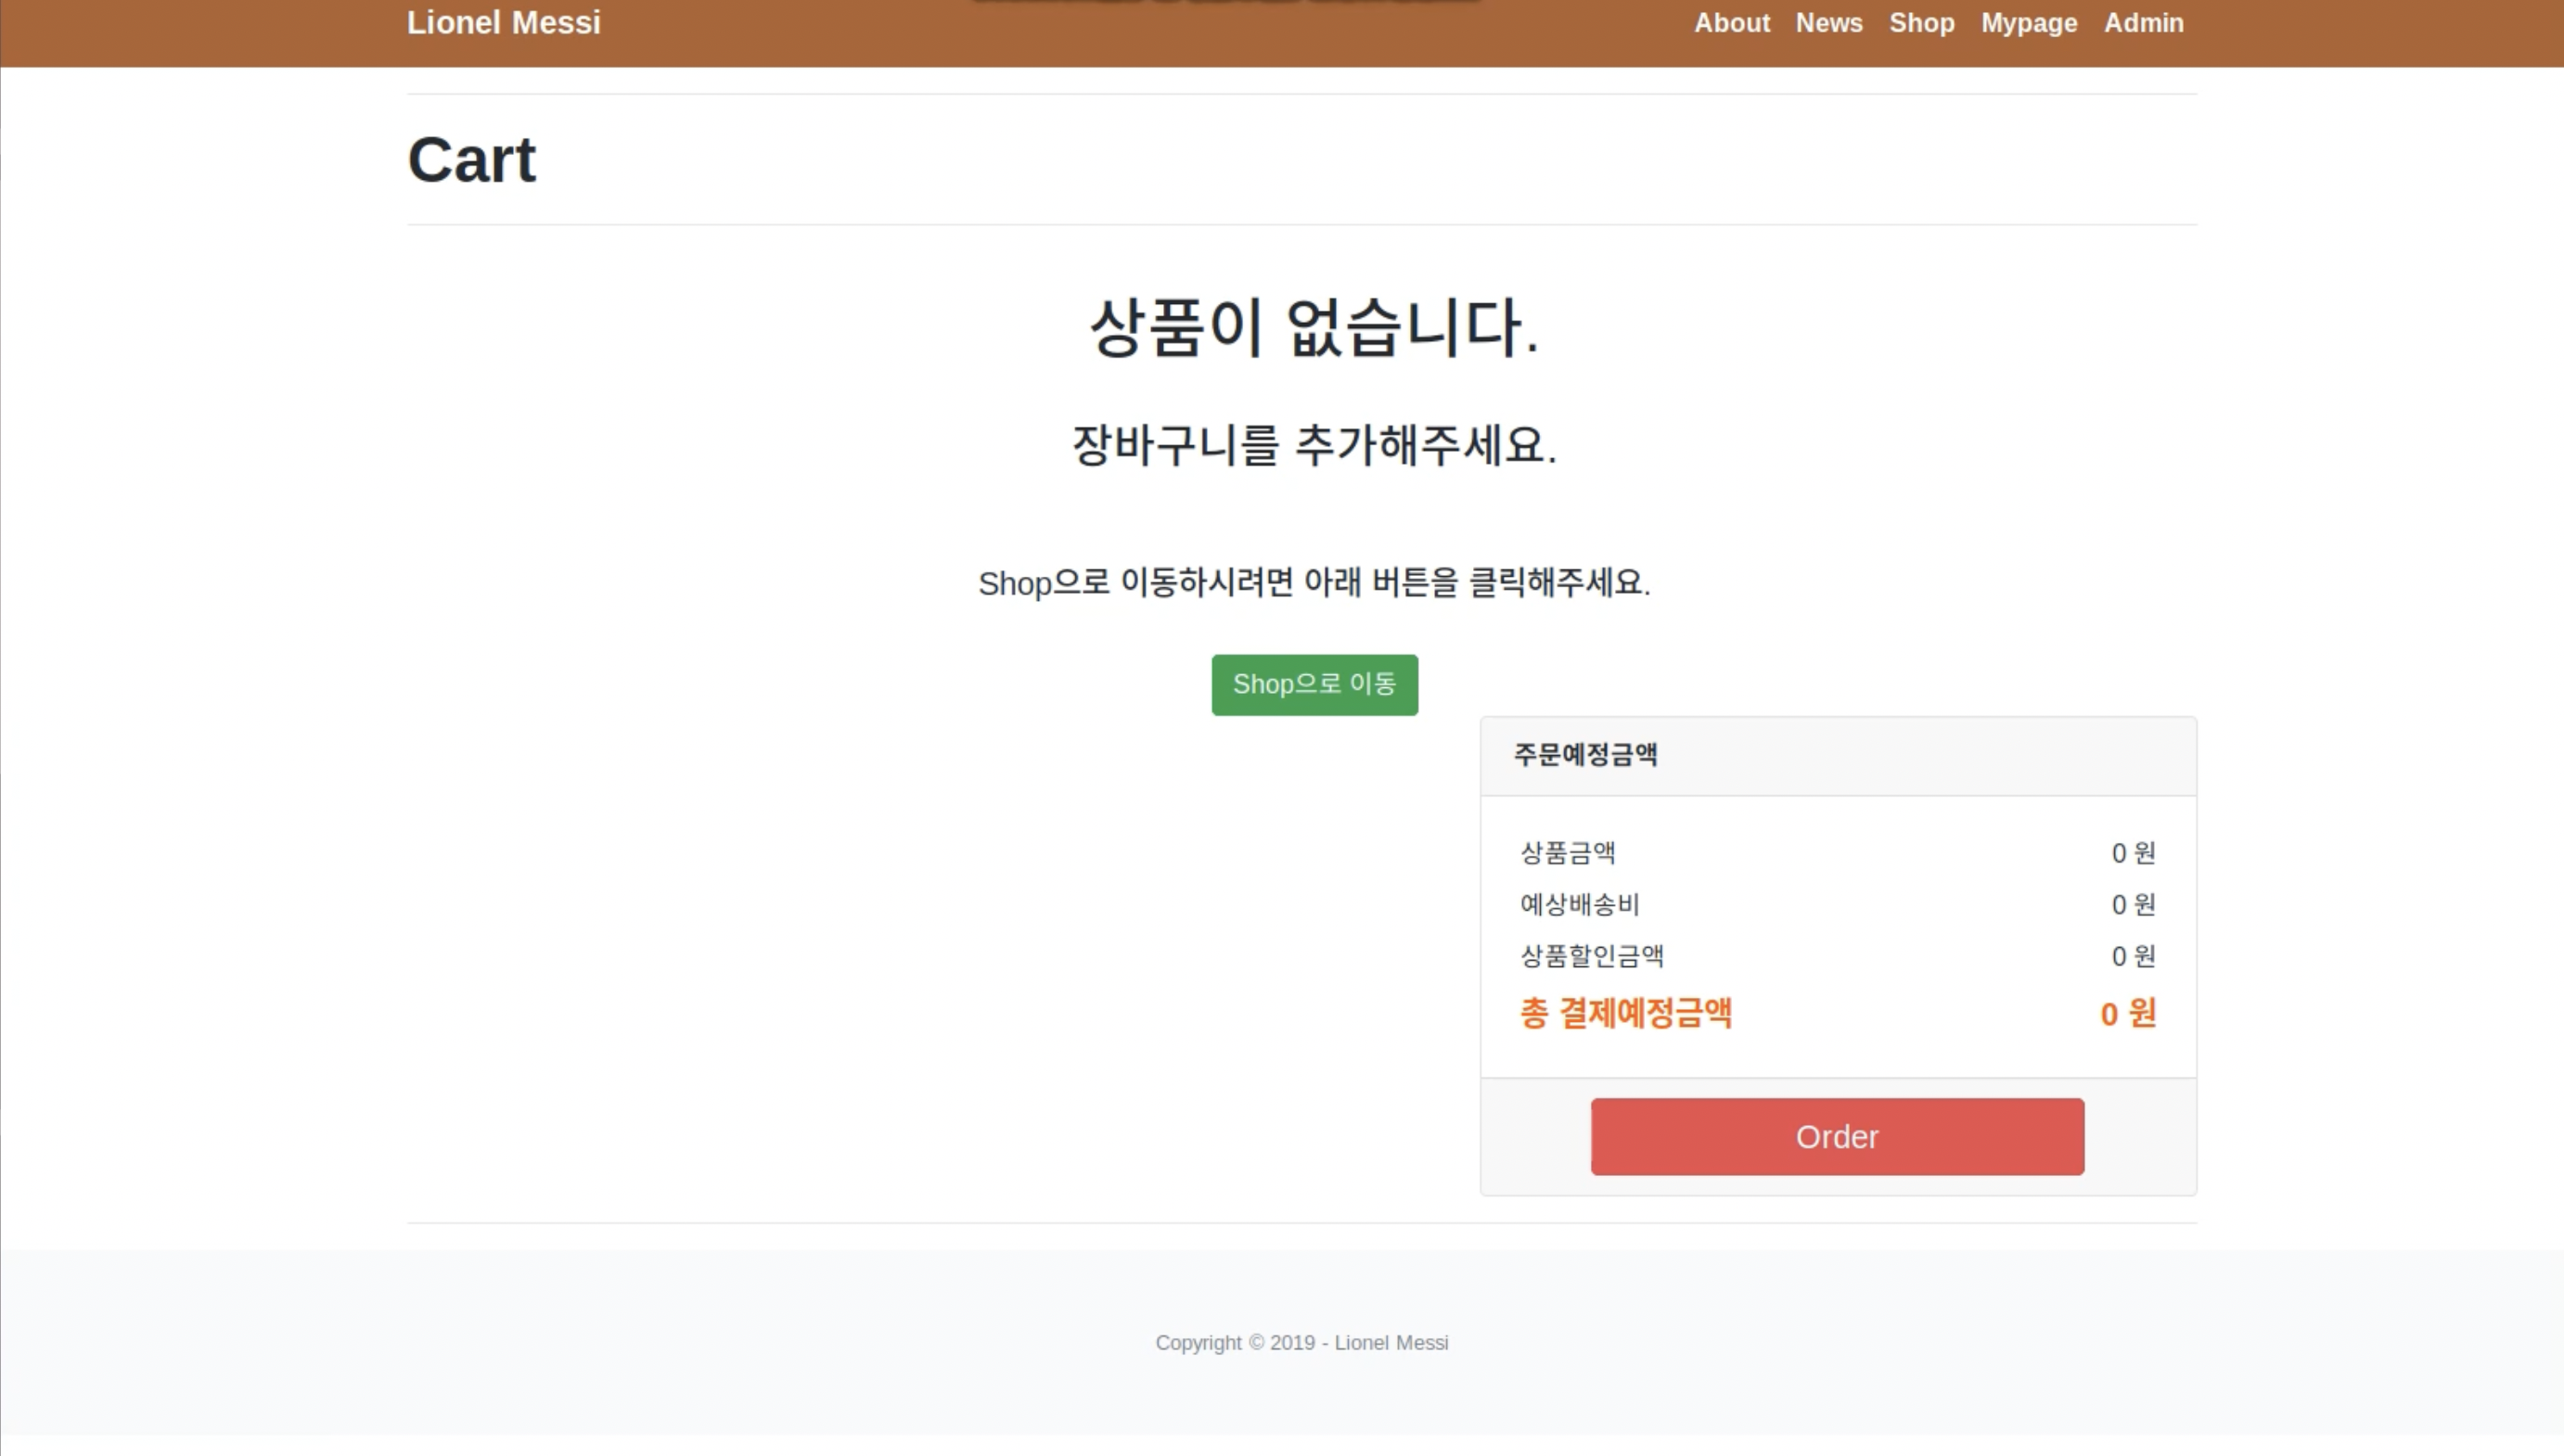 Lionel Messi
About News Shop Mypage Admin
Cart
상품이 없습니다.
장바구니를 추가해주세요.
Shop으로 이동하시려면 아래 버튼을 클릭해주세요.
Shop으로 이동
주문예정금액
상품금액 0 원
예상배송비 0 원
상품할인금액 0 원
총 결제예정금액 0 원
Order
Copyright © 2019 - Lionel Messi